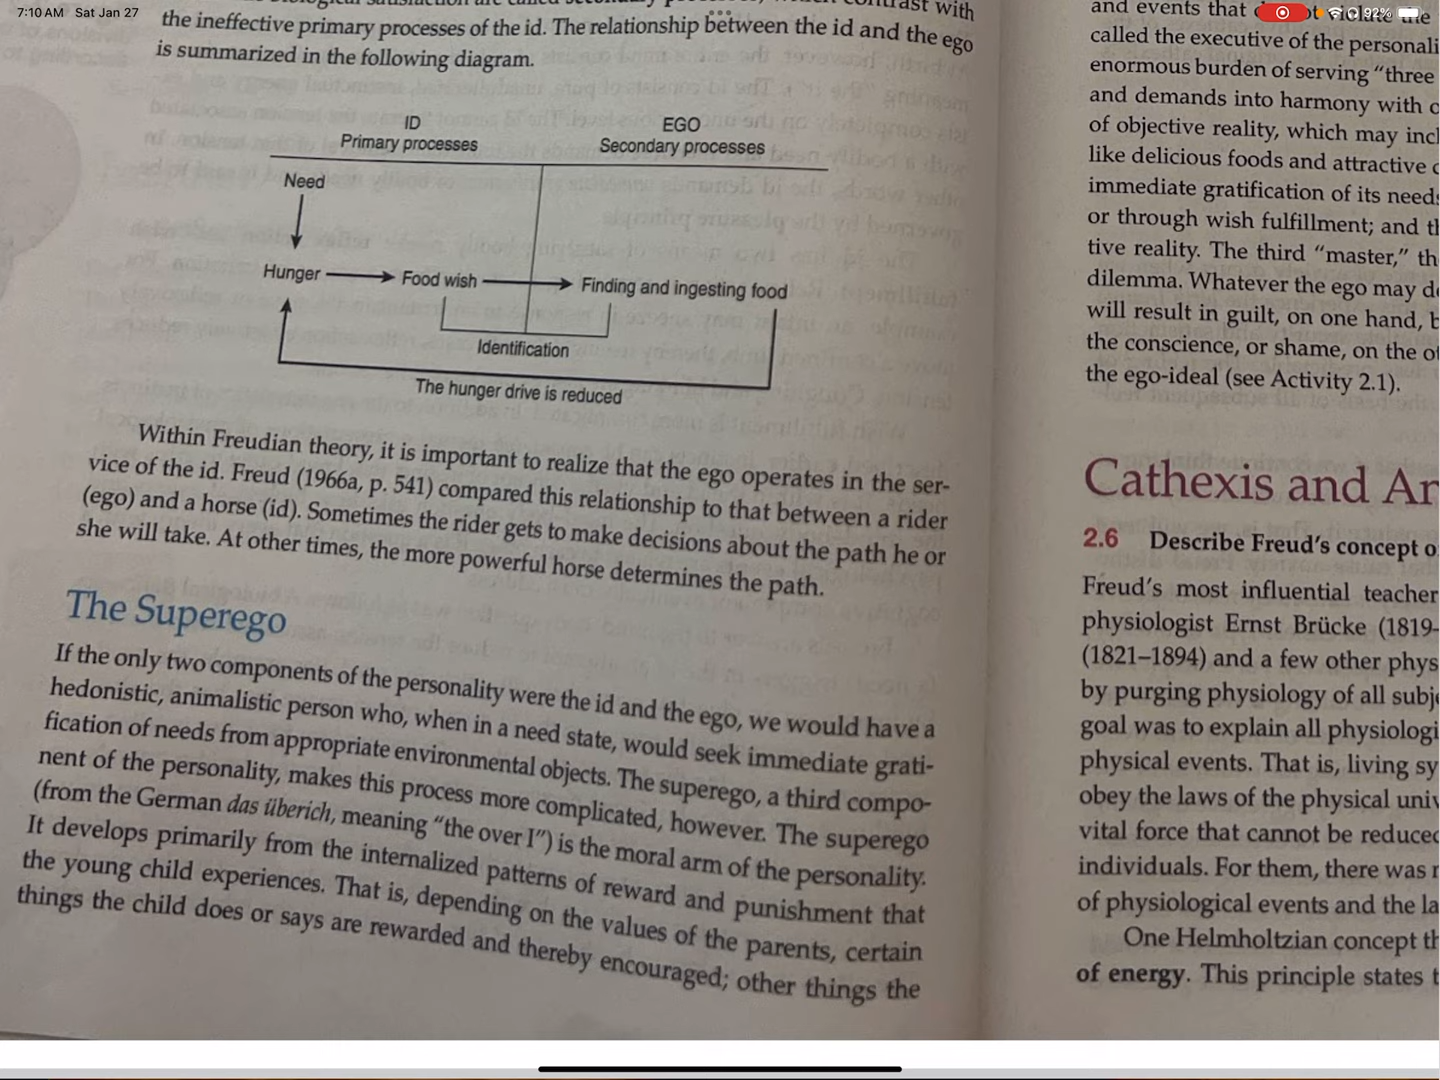 7:10 AM Sat Jan 27
92%
contrast with
the ineffective primary processes of the id. The relationship between the id and the ego
is summarized in the following diagram.
ID
Primary processes
EGO
Secondary processes
Need
Hunger
Food wish
Finding and ingesting food
Identification
The hunger drive is reduced
Within Freudian theory, it is important to realize that the ego operates in the ser-
vice of the id. Freud (1966a, p. 541) compared this relationship to that between a rider
(ego) and a horse (id). Sometimes the rider gets to make decisions about the path he or
she will take. At other times, the more powerful horse determines the path.
The Superego
If the only two components of the personality were the id and the ego, we would have a
hedonistic, animalistic person who, when in a need state, would seek immediate grati-
fication of needs from appropriate environmental objects. The superego, a third compo-
nent of the personality, makes this process more complicated, however. The superego
(from the German das überich, meaning "the over I") is the moral arm of the personality.
It develops primarily from the internalized patterns of reward and punishment that
the young child experiences. That is, depending on the values of the parents, certain
things the child does or says are rewarded and thereby encouraged; other things the
and events that
called the executive of the personali
enormous burden of serving "three
and demands into harmony with
of objective reality, which may incl
like delicious foods and attractive
immediate gratification of its need
or through wish fulfillment; and th
tive reality. The third "master," th
dilemma. Whatever the ego may d
will result in guilt, on one hand,
the conscience, or shame, on the o
the ego-ideal (see Activity 2.1).
Cathexis and An
2.6 Describe Freud's concept o
Freud's most influential teacher
physiologist Ernst Brücke (1819–
(1821–1894) and a few other phys
by purging physiology of all subj
goal was to explain all physiologi
physical events. That is, living sy
obey the laws of the physical univ
vital force that cannot be reduced
individuals. For them, there was
of physiological events and the la
One Helmholtzian concept th
of energy. This principle states t